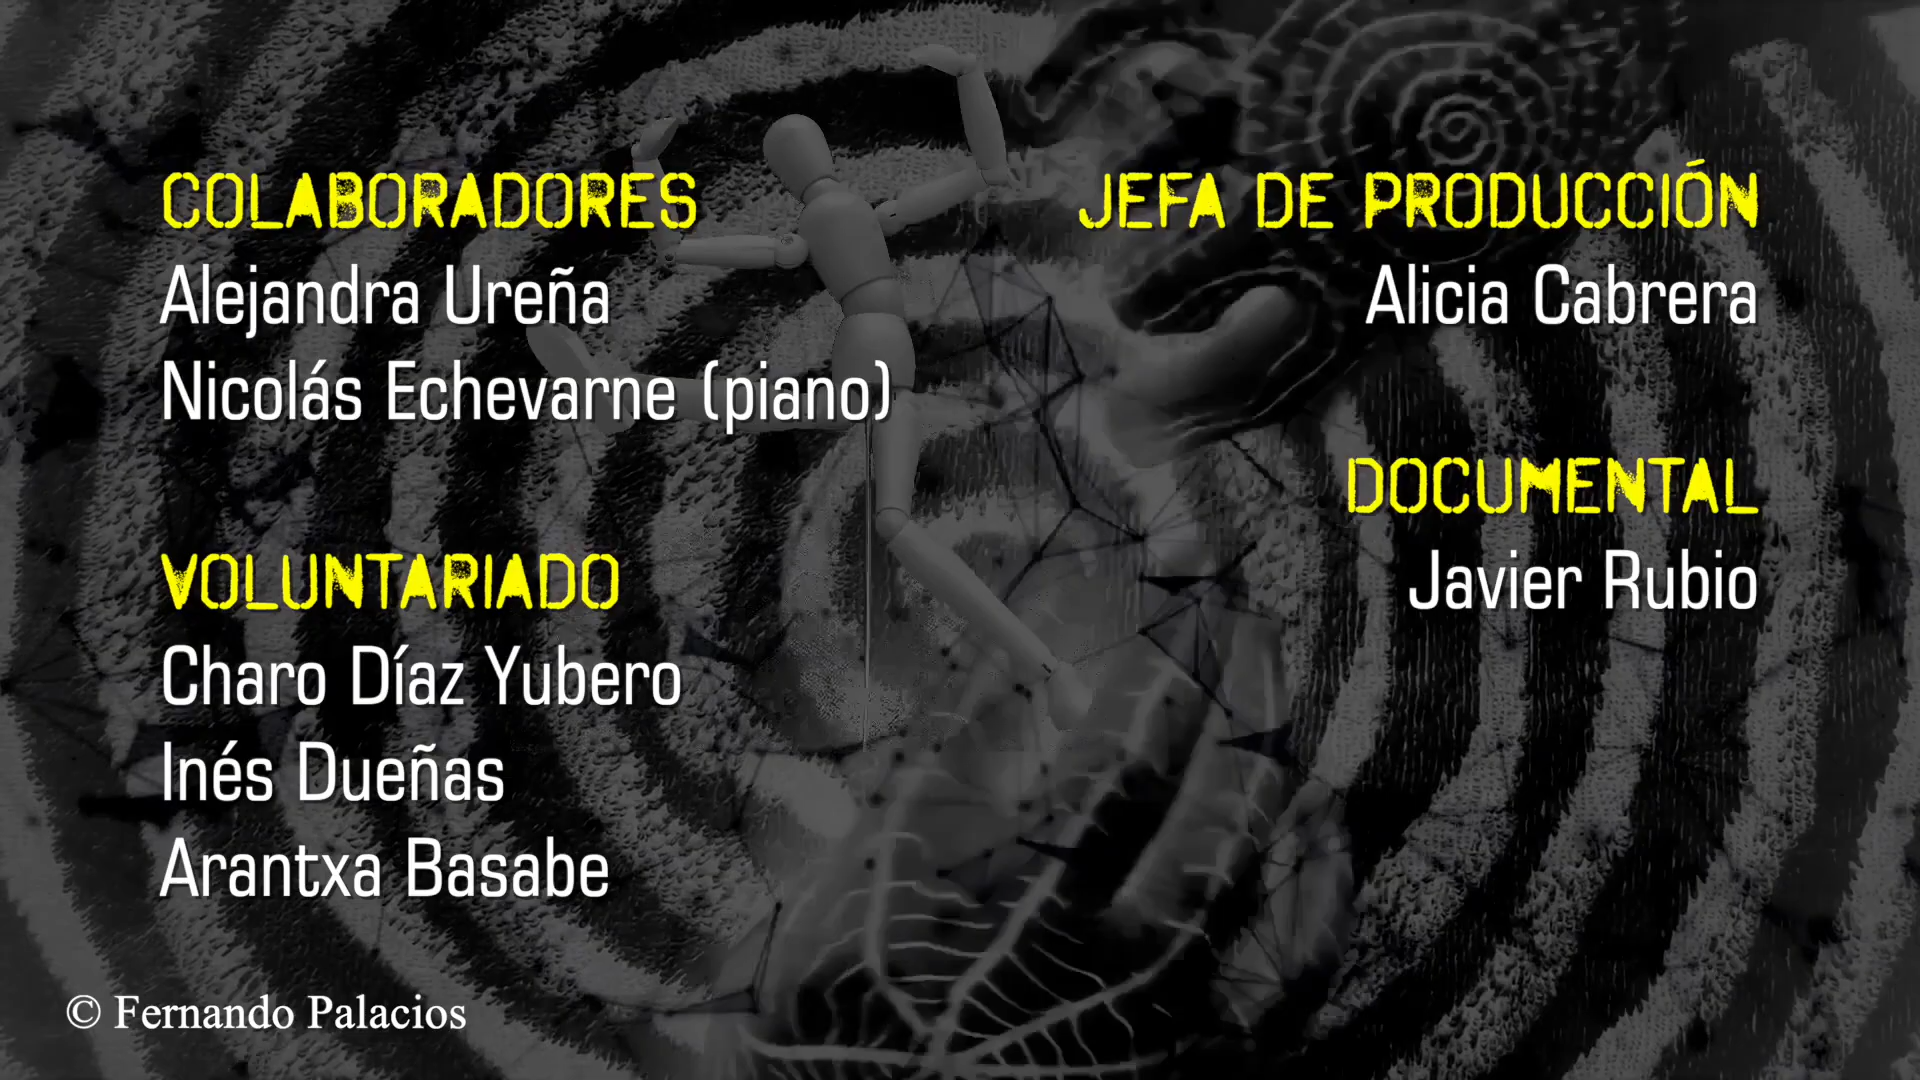 COLABORADORES
Alejandra Ureña
Nicolás Echevarne (piano)
VOLUNTARIADO
Charo Díaz Yubero
Inés Dueñas
Arantxa Basabe
JEFA DE PRODUCCIÓN
Alicia Cabrera
DOCUMENTAL
Javier Rubio
© Fernando Palacios